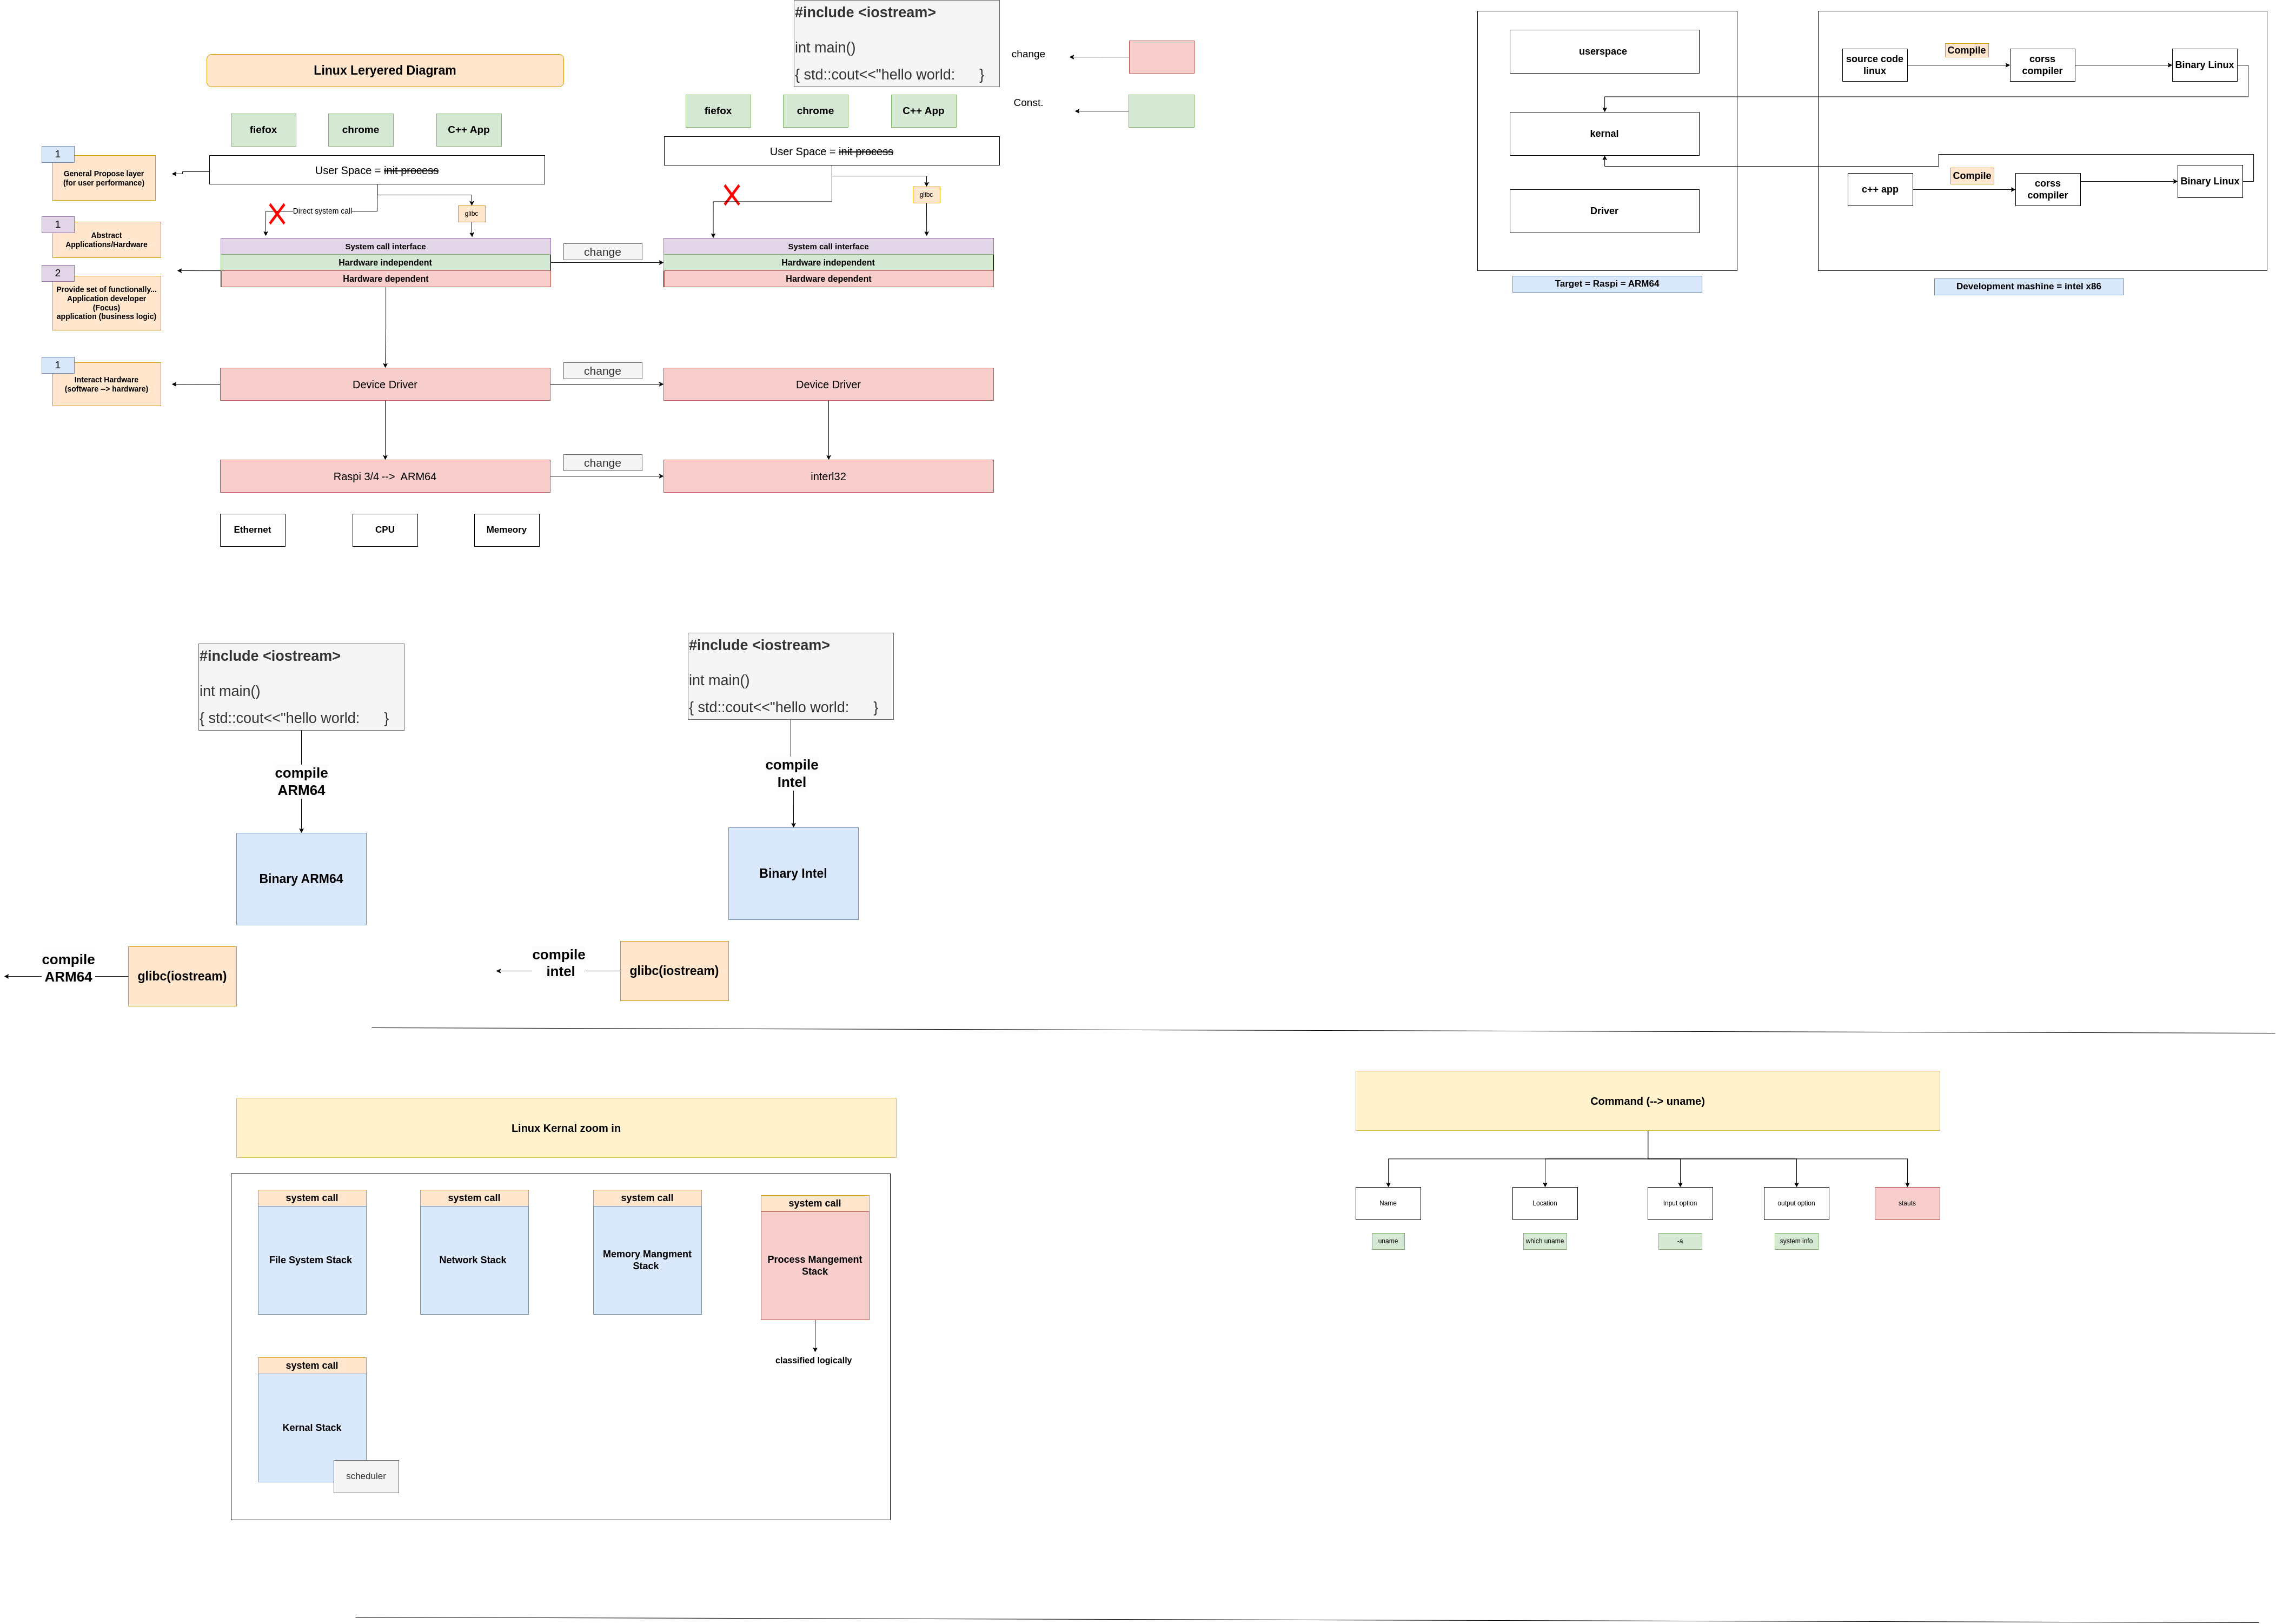 Linux Leryered Diagram
fiefox
chrome
C++ App
User Space = init process
Direct system call
glibc
System call interface
Hardware independent
Hardware dependent
1
General Propose layer
(for user performance)
1
Abstract
Applications/Hardware
2
Provide set of functionally...
Application developer
(Focus)
application (business logic)
1
Interact Hardware
(software --> hardware)
Device Driver
Raspi 3/4 --> ARM64
Ethernet
CPU
Memeory
change
change
change
#include <iostream>
int main()
{ std::cout<<"hello world: }
change
Const.
fiefox
chrome
C++ App
User Space = init process
glibc
System call interface
Hardware independent
Hardware dependent
Device Driver
interl32
userspace
kernal
Driver
Target = Raspi = ARM64
source code
linux
Compile
corss
compiler
Binary Linux
c++ app
Compile
corss
compiler
Binary Linux
Development mashine = intel x86
#include <iostream>
int main()
{ std::cout<<"hello world: }
compile
ARM64
Binary ARM64
glibc(iostream)
compile
ARM64
#include <iostream>
int main()
{ std::cout<<"hello world: }
compile
Intel
Binary Intel
glibc(iostream)
compile
intel
Linux Kernal zoom in
system call
File System Stack
system call
Network Stack
system call
Memory Mangment
Stack
system call
Process Mangement
Stack
classified logically
system call
Kernal Stack
scheduler
Command (--> uname)
Name
Location
Input option
output option
stauts
uname
which uname
-a
system info